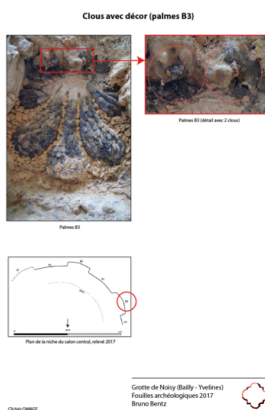 Clous avec décor (palmes B3)
Palmes B3 (détail avec 2 clous)
Palmes B3
Plan de la niche du salon central, relevé 2017
Grotte de Noisy (Bailly - Yvelines)
Fouilles archéologiques 2017
Bruno Bentz